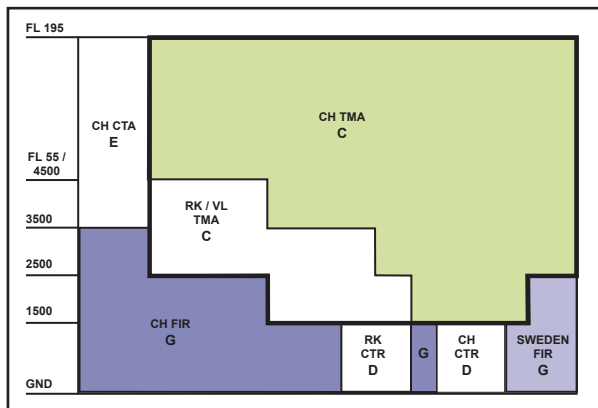 FL 195
CH CTA
E
CH TMA
C
FL 55 /
4500
RK / VL
TMA
C
3500
2500
1500
CH FIR
G
RK
CTR
D
G
CH
CTR
D
SWEDEN
FIR
G
GND